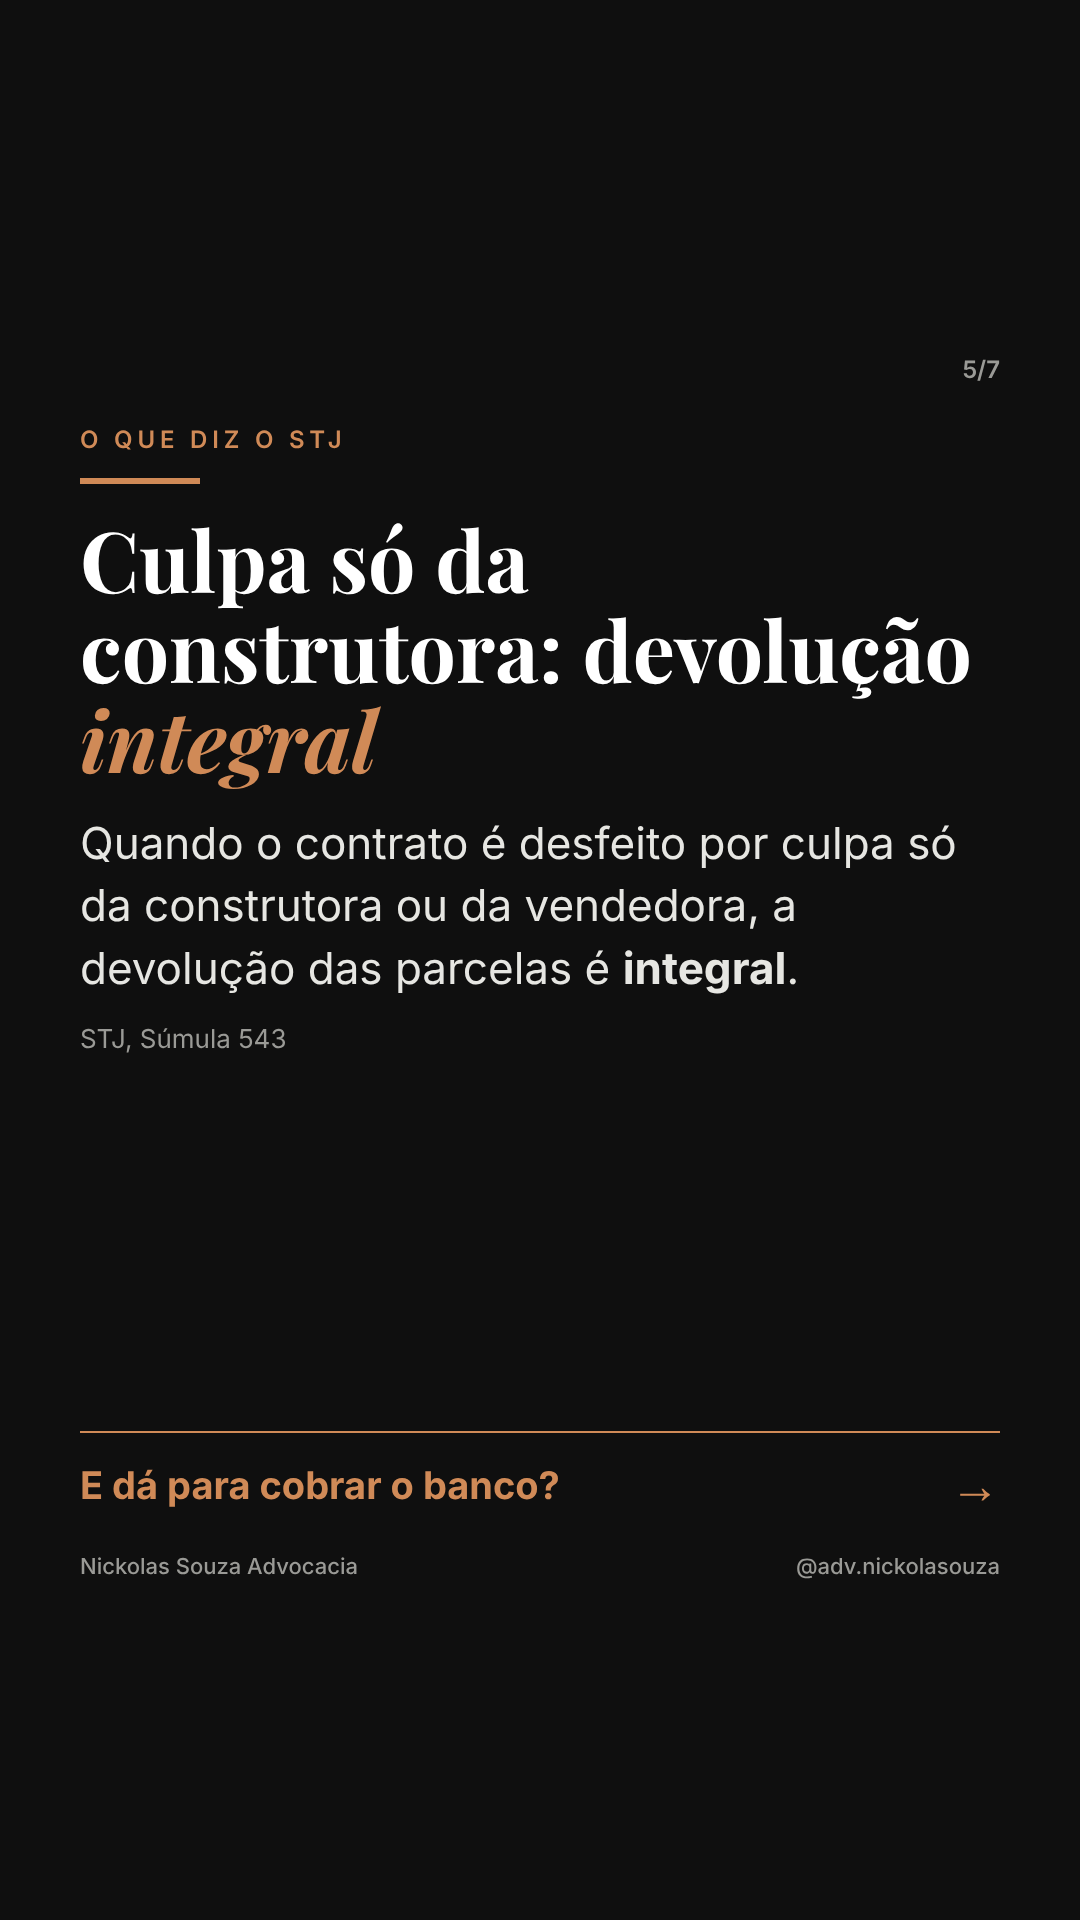 5/7
O QUE DIZ O STJ
Culpa só da
construtora: devolução
integral
Quando o contrato é desfeito por culpa só
da construtora ou da vendedora, a
devolução das parcelas é integral.
STJ, Súmula 543
E dá para cobrar o banco? →
Nickolas Souza Advocacia @adv.nickolasouza